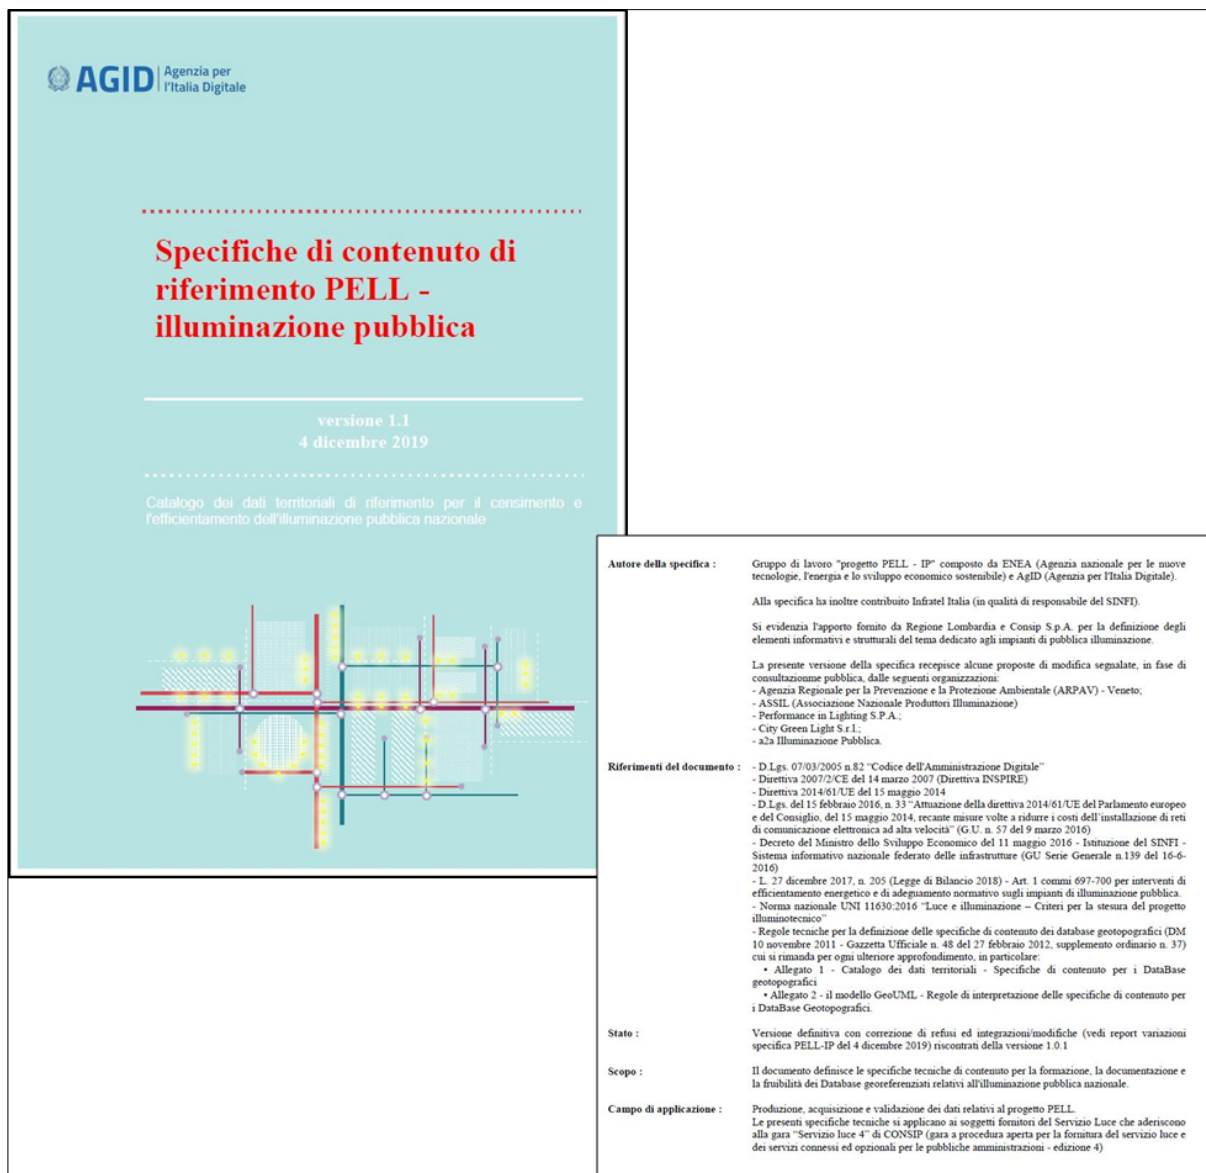 AGID
Agenzia per
l'Italia Digitale
Specifiche di contenuto di
riferimento PELL -
illuminazione pubblica
versione 1.1
4 dicembre 2019
Catalogo dei dati territoriali di riferimento per il censimento e
l'efficientamento dell'illuminazione pubblica nazionale
Autore della specifica :
Gruppo di lavoro "progetto PELL - IP" composto da ENEA (Agenzia nazionale per le nuove
tecnologie, l'energia e lo sviluppo economico sostenibile) e AgID (Agenzia per l'Italia Digitale).
Alla specifica ha inoltre contribuito Infratel Italia (in qualità di responsabile del SINFI).
Si evidenzia l'apporto fornito da Regione Lombardia e Consip S.p.A. per la definizione degli
elementi informativi e strutturali del tema dedicato agli impianti di pubblica illuminazione.
La presente versione della specifica recepisce alcune proposte di modifica segnalate, in fase di
consultazionme pubblica, dalle seguenti organizzazioni:
- Agenzia Regionale per la Prevenzione e la Protezione Ambientale (ARPAV) - Veneto;
- ASSIL (Associazione Nazionale Produttori Illuminazione)
- Performance in Lighting S.P.A.;
- City Green Light S.r.l.;
- a2a Illuminazione Pubblica.
Riferimenti del documento :
- D.Lgs. 07/03/2005 n.82 “Codice dell'Amministrazione Digitale”
- Direttiva 2007/2/CE del 14 marzo 2007 (Direttiva INSPIRE)
- Direttiva 2014/61/UE del 15 maggio 2014
- D.Lgs. del 15 febbraio 2016, n. 33 “Attuazione della direttiva 2014/61/UE del Parlamento europeo
e del Consiglio, del 15 maggio 2014, recante misure volte a ridurre i costi dell’installazione di reti
di comunicazione elettronica ad alta velocità” (G.U. n. 57 del 9 marzo 2016)
- Decreto del Ministro dello Sviluppo Economico del 11 maggio 2016 - Istituzione del SINFI -
Sistema informativo nazionale federato delle infrastrutture (GU Serie Generale n.139 del 16-6-
2016)
- L. 27 dicembre 2017, n. 205 (Legge di Bilancio 2018) - Art. 1 commi 697-700 per interventi di
efficientamento energetico e di adeguamento normativo sugli impianti di illuminazione pubblica.
- Norma nazionale UNI 11630:2016 “Luce e illuminazione – Criteri per la stesura del progetto
illuminotecnico”
- Regole tecniche per la definizione delle specifiche di contenuto dei database geotopografici (DM
10 novembre 2011 - Gazzetta Ufficiale n. 48 del 27 febbraio 2012, supplemento ordinario n. 37)
cui si rimanda per ogni ulteriore approfondimento, in particolare:
• Allegato 1 - Catalogo dei dati territoriali - Specifiche di contenuto per i DataBase
geotopografici
• Allegato 2 - il modello GeoUML - Regole di interpretazione delle specifiche di contenuto per
i DataBase Geotopografici.
Stato :
Versione definitiva con correzione di refusi ed integrazioni/modifiche (vedi report variazioni
specifica PELL-IP del 4 dicembre 2019) riscontrati della versione 1.0.1
Scopo :
Il documento definisce le specifiche tecniche di contenuto per la formazione, la documentazione e
la fruibilità dei Database georeferenziati relativi all'illuminazione pubblica nazionale.
Campo di applicazione :
Produzione, acquisizione e validazione dei dati relativi al progetto PELL.
Le presenti specifiche tecniche si applicano ai soggetti fornitori del Servizio Luce che aderiscono
alla gara “Servizio luce 4” di CONSIP (gara a procedura aperta per la fornitura del servizio luce e
dei servizi connessi ed opzionali per le pubbliche amministrazioni - edizione 4)